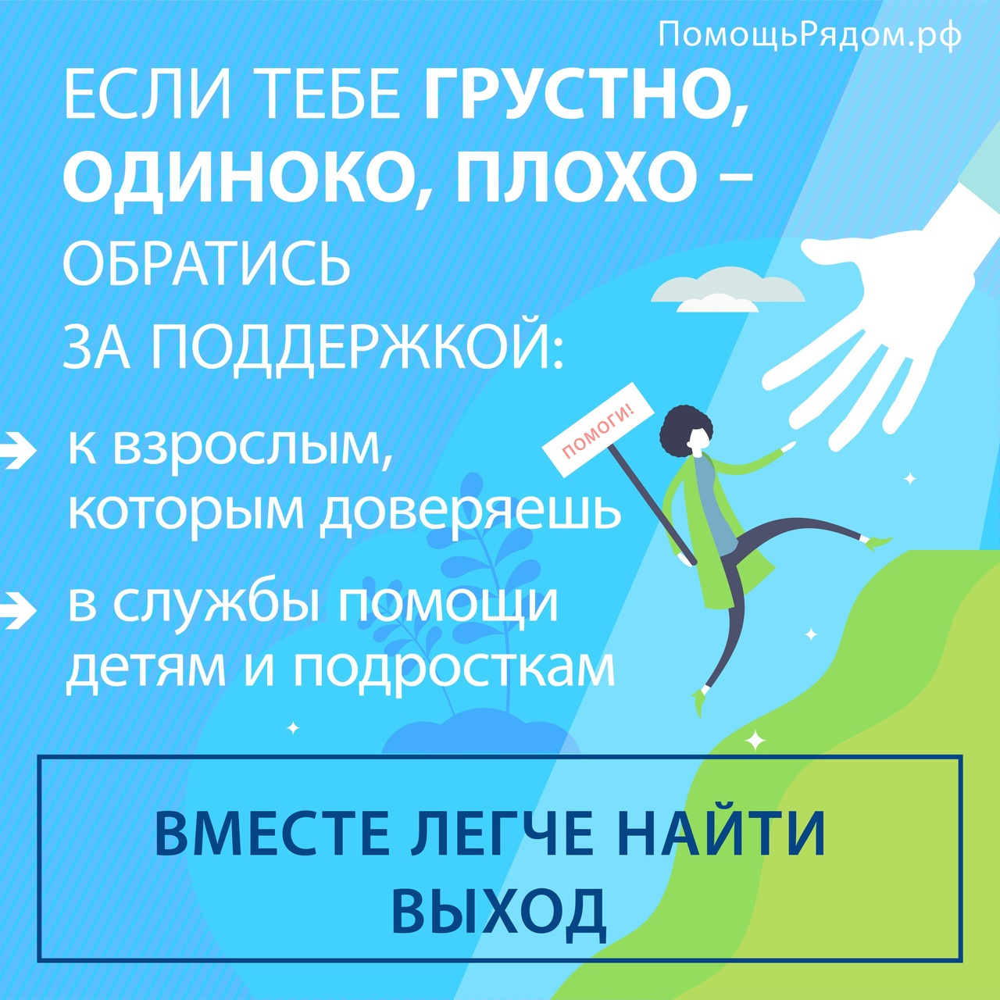 ПомощьРядом.рф
ЕСЛИ ТЕБЕ ГРУСТНО,
ОДИНОКО, ПЛОХО –
ОБРАТИСЬ
ЗА ПОДДЕРЖКОЙ:
к взрослым,
которым доверяешь
ПОМОГИ!
в службы помощи
детям и подросткам
ВМЕСТЕ ЛЕГЧЕ НАЙТИ
ВЫХОД